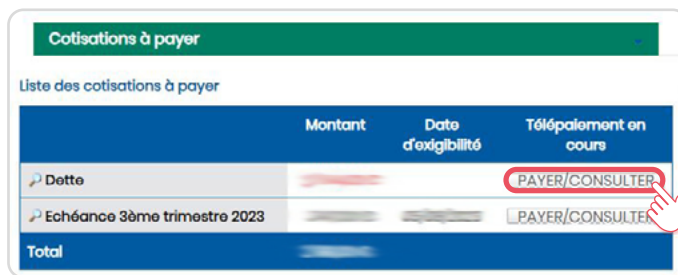 Cotisations à payer
Liste des cotisations à payer
Montant Date d'exigibilité Télépaiement en cours
Dette PAYER/CONSULTER
Echéance 3ème trimestre 2023 PAYER/CONSULTER
Total